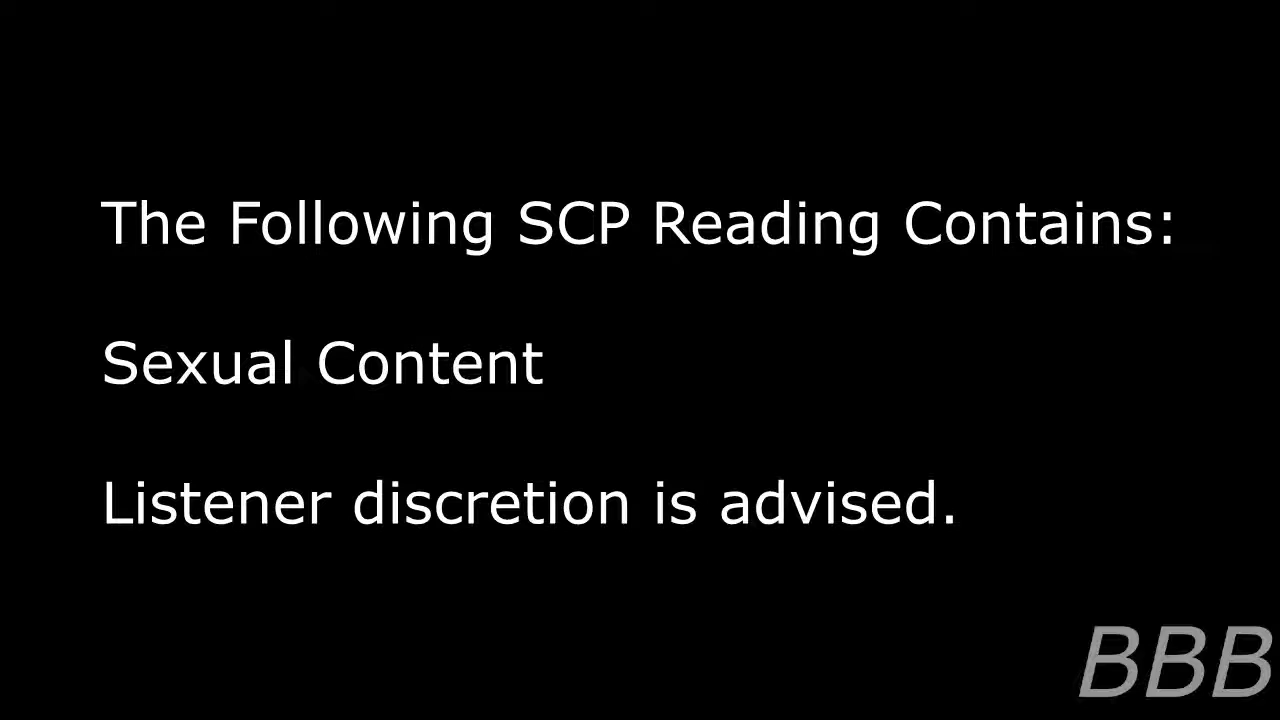 The Following SCP Reading Contains:
Sexual Content
Listener discretion is advised.
BBB